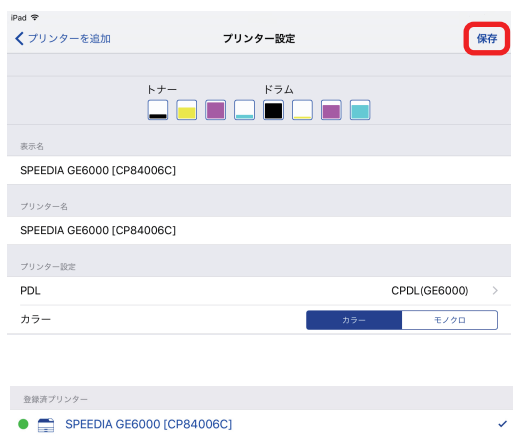 iPad
プリンターを追加 プリンター設定 保存
トナー ドラム
表示名
SPEEDIA GE6000 [CP84006C]
プリンター名
SPEEDIA GE6000 [CP84006C]
プリンター設定
PDL CPDL(GE6000)
カラー カラー モノクロ
登録済プリンター
SPEEDIA GE6000 [CP84006C]